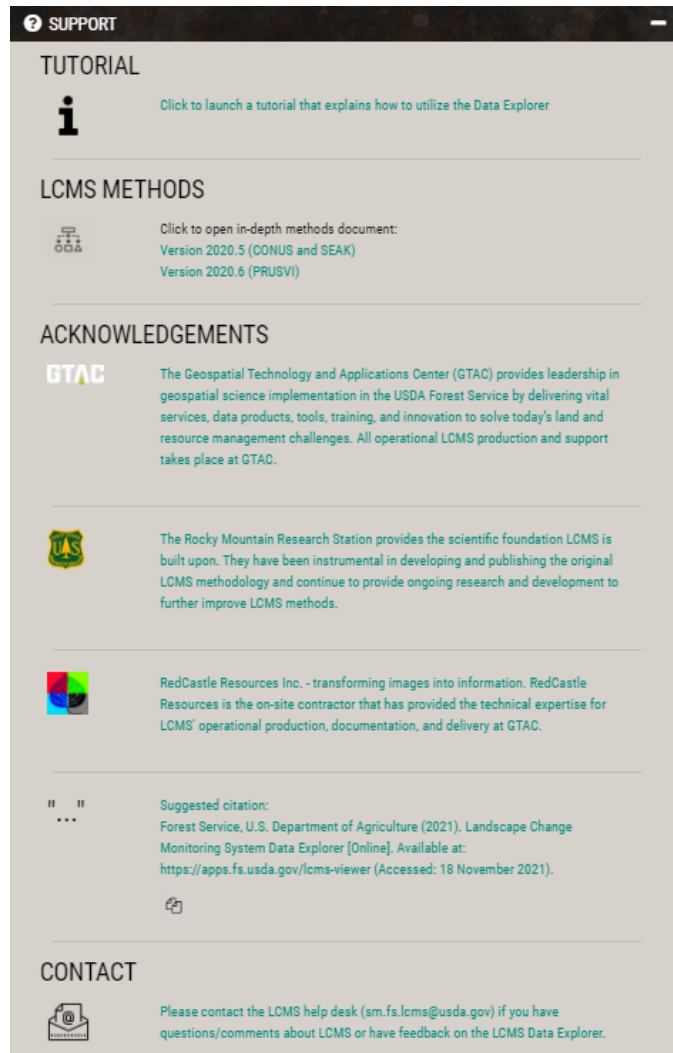 SUPPORT
TUTORIAL
Click to launch a tutorial that explains how to utilize the Data Explorer
LCMS METHODS
Click to open in-depth methods document:
Version 2020.5 (CONUS and SEAK)
Version 2020.6 (PRUSVI)
ACKNOWLEDGEMENTS
GTAC
The Geospatial Technology and Applications Center (GTAC) provides leadership in
geospatial science implementation in the USDA Forest Service by delivering vital
services, data products, tools, training, and innovation to solve today's land and
resource management challenges. All operational LCMS production and support
takes place at GTAC.
UAS
The Rocky Mountain Research Station provides the scientific foundation LCMS is
built upon. They have been instrumental in developing and publishing the original
LCMS methodology and continue to provide ongoing research and development to
further improve LCMS methods.
RedCastle Resources Inc. - transforming images into information. RedCastle
Resources is the on-site contractor that has provided the technical expertise for
LCMS' operational production, documentation, and delivery at GTAC.
"..."
Suggested citation:
Forest Service, U.S. Department of Agriculture (2021). Landscape Change
Monitoring System Data Explorer [Online]. Available at:
https://apps.fs.usda.gov/lcms-viewer (Accessed: 18 November 2021).
CONTACT
Please contact the LCMS help desk (sm.fs.lcms@usda.gov) if you have
questions/comments about LCMS or have feedback on the LCMS Data Explorer.